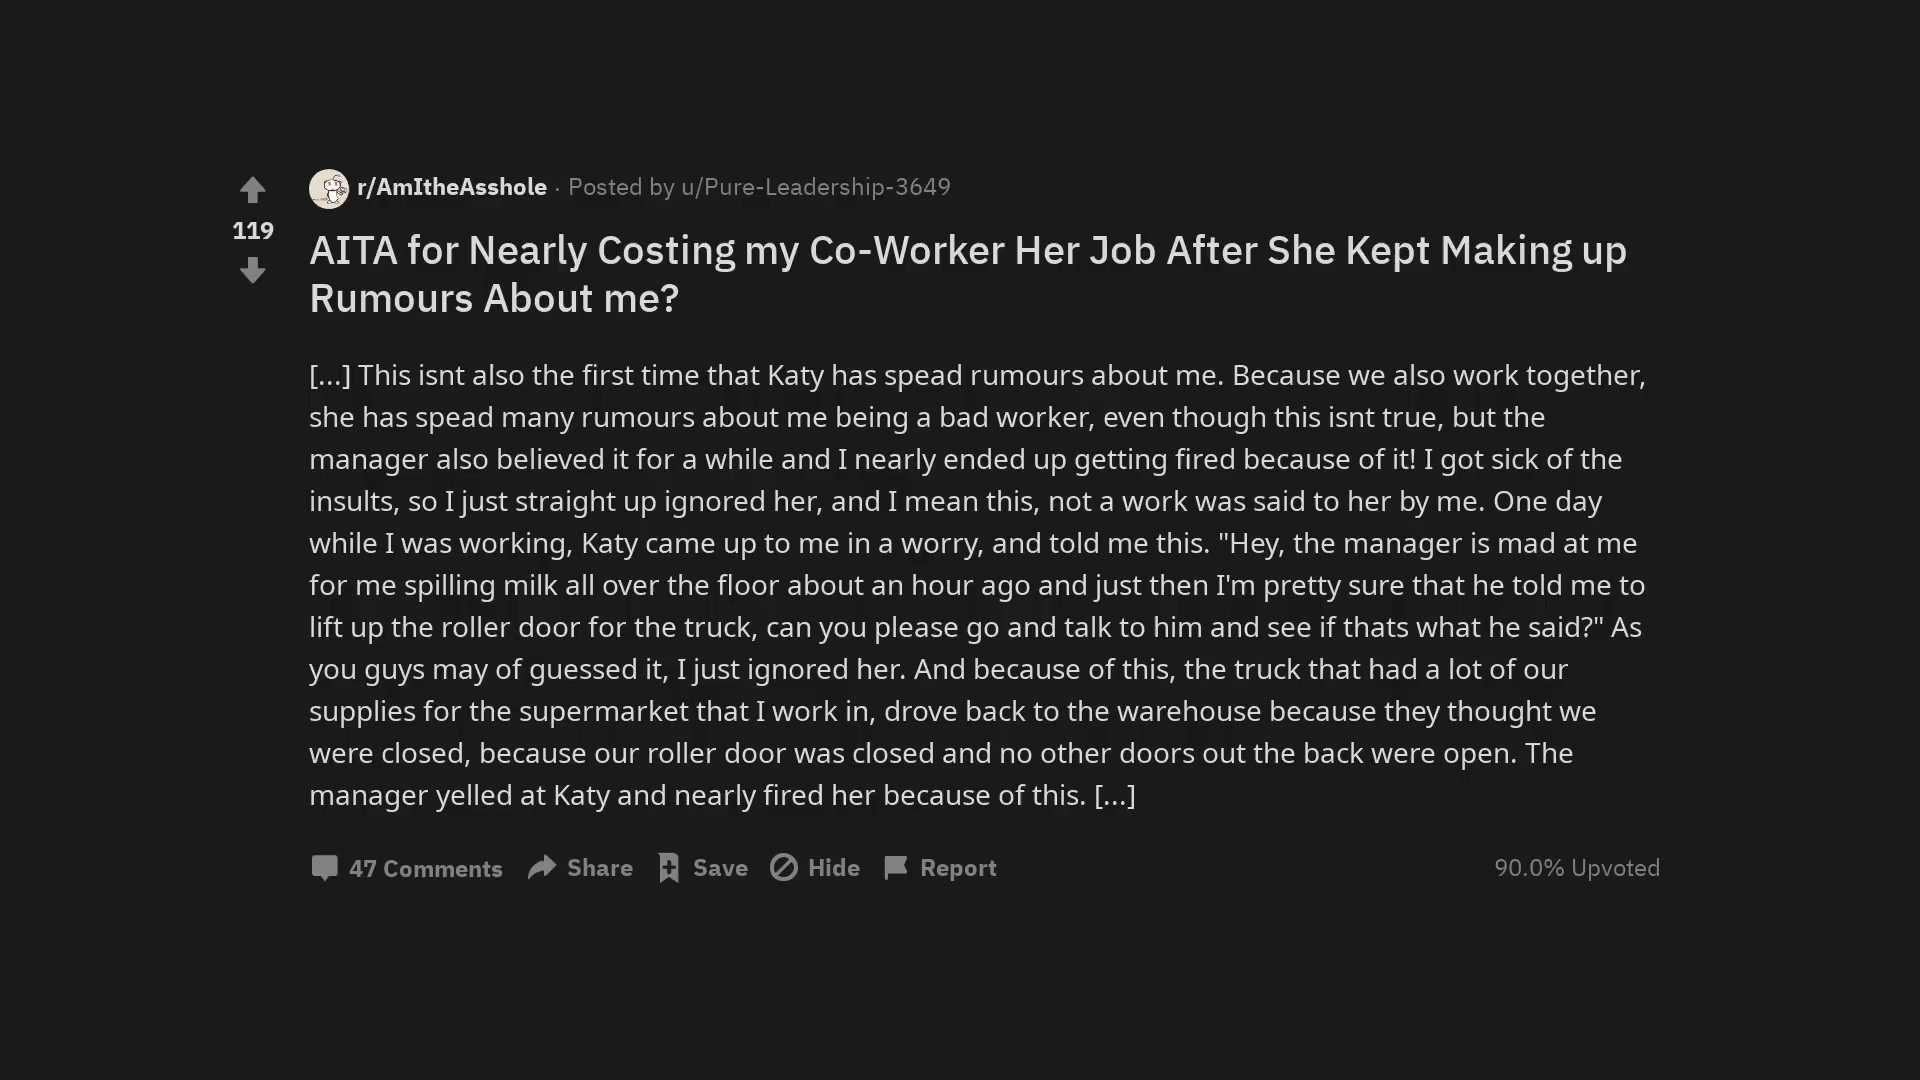 r/AmItheAsshole · Posted by u/Pure-Leadership-3649
119
AITA for Nearly Costing my Co-Worker Her Job After She Kept Making up
Rumours About me?
[...] This isnt also the first time that Katy has spead rumours about me. Because we also work together,
she has spead many rumours about me being a bad worker, even though this isnt true, but the
manager also believed it for a while and I nearly ended up getting fired because of it! I got sick of the
insults, so I just straight up ignored her, and I mean this, not a work was said to her by me. One day
while I was working, Katy came up to me in a worry, and told me this. "Hey, the manager is mad at me
for me spilling milk all over the floor about an hour ago and just then I'm pretty sure that he told me to
lift up the roller door for the truck, can you please go and talk to him and see if thats what he said?" As
you guys may of guessed it, I just ignored her. And because of this, the truck that had a lot of our
supplies for the supermarket that I work in, drove back to the warehouse because they thought we
were closed, because our roller door was closed and no other doors out the back were open. The
manager yelled at Katy and nearly fired her because of this. [...]
47 Comments Share Save Hide Report 90.0% Upvoted